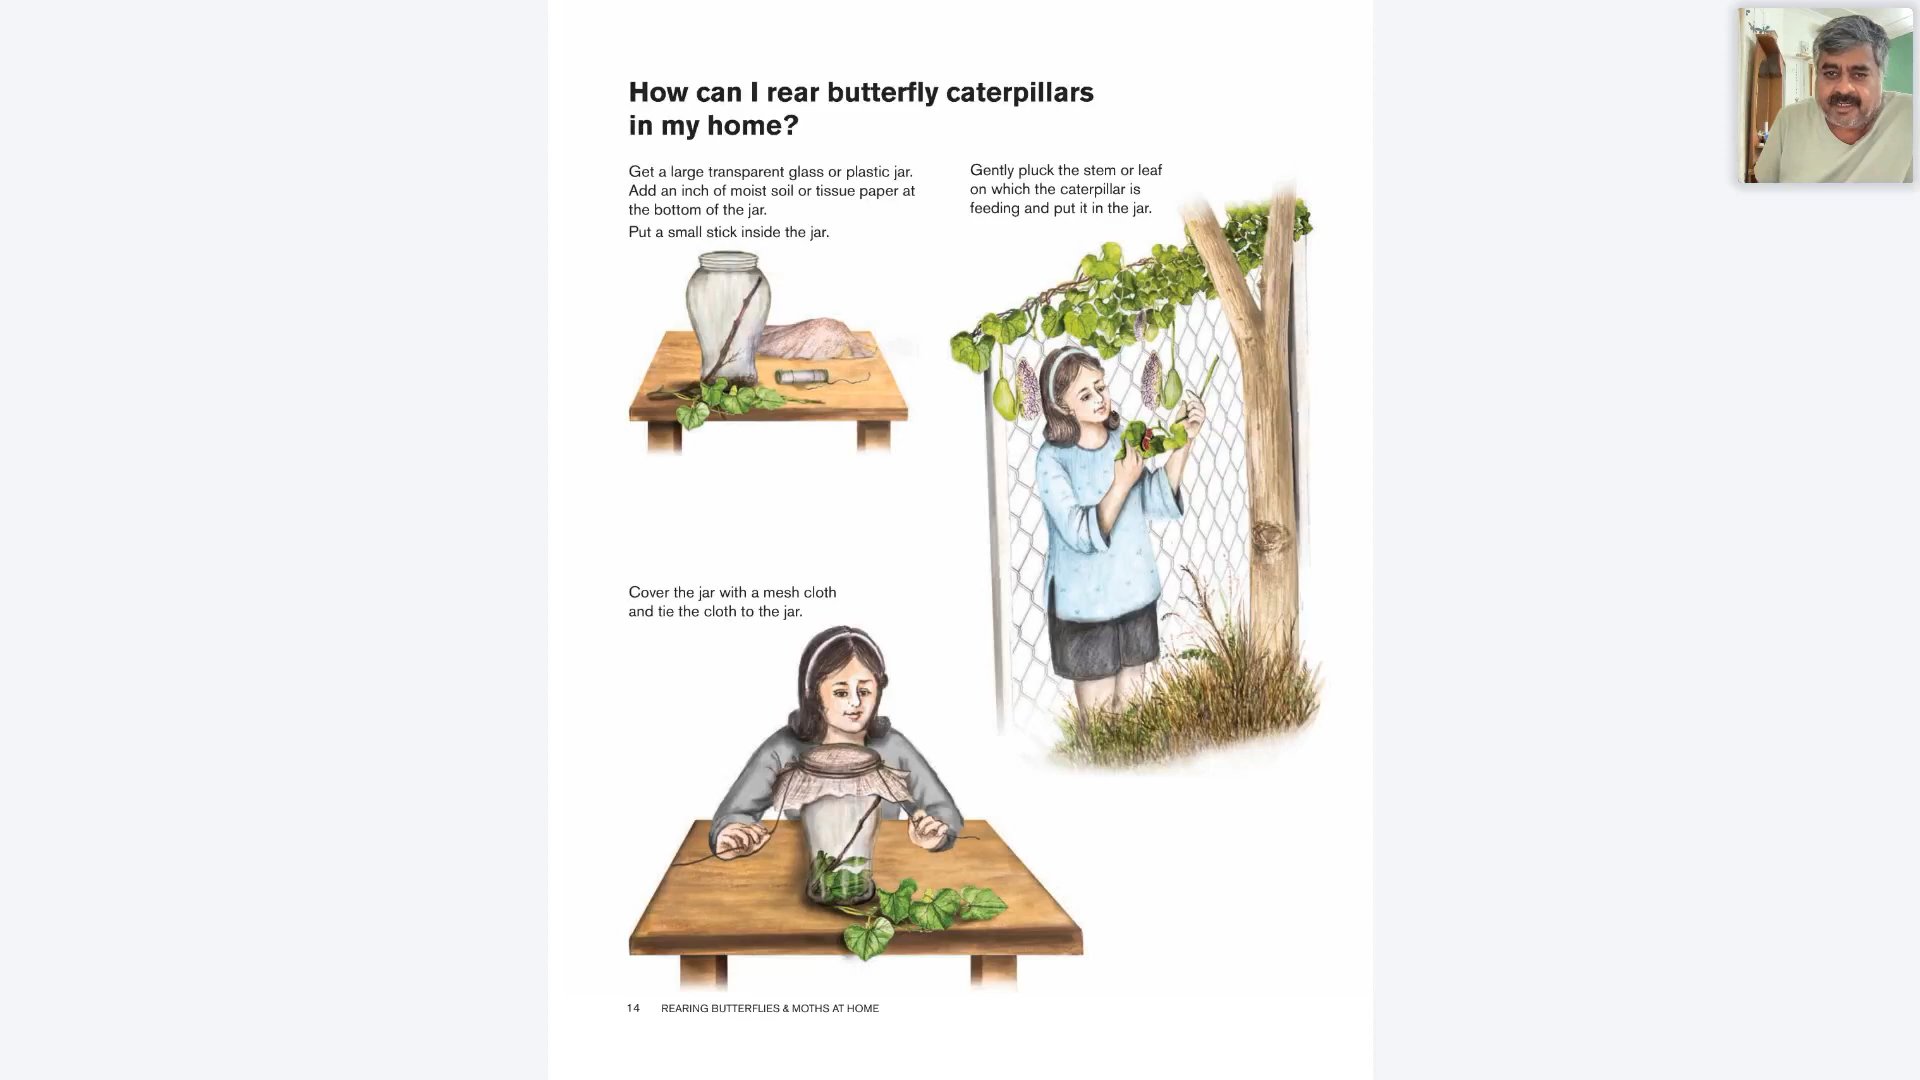 How can I rear butterfly caterpillars
in my home?
Get a large transparent glass or plastic jar.
Add an inch of moist soil or tissue paper at
the bottom of the jar.
Put a small stick inside the jar.
Gently pluck the stem or leaf
on which the caterpillar is
feeding and put it in the jar.
Cover the jar with a mesh cloth
and tie the cloth to the jar.
14 REARING BUTTERFLIES & MOTHS AT HOME